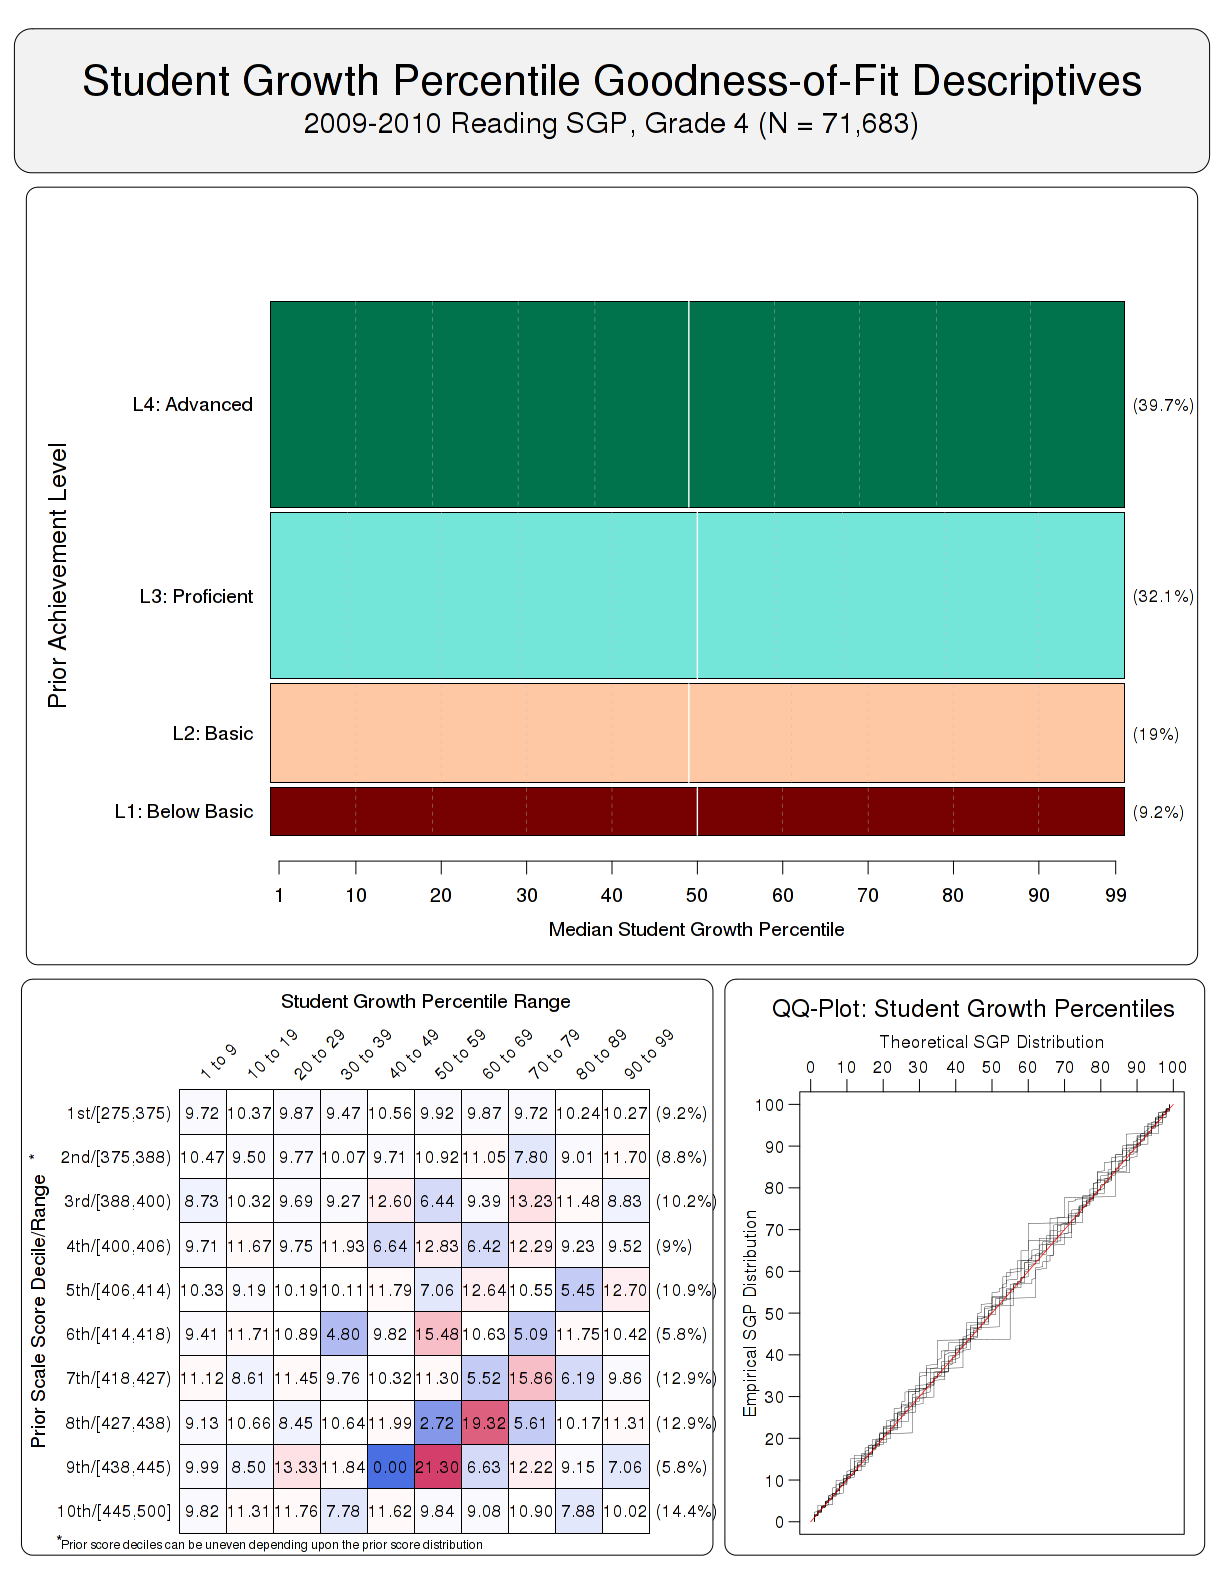 Student Growth Percentile Goodness-of-Fit Descriptives
2009-2010 Reading SGP, Grade 4 (N = 71,683)
Prior Achievement Level
L4: Advanced (39.7%)
L3: Proficient (32.1%)
L2: Basic (19%)
L1: Below Basic (9.2%)
1 10 20 30 40 50 60 70 80 90 99
Median Student Growth Percentile
Student Growth Percentile Range
1 to 9 10 to 19 20 to 29 30 to 39 40 to 49 50 to 59 60 to 69 70 to 79 80 to 89 90 to 99
Prior Scale Score Decile/Range *
1st/[275,375) 9.72 10.37 9.87 9.47 10.56 9.92 9.87 9.72 10.24 10.27 (9.2%)
2nd/[375,388) 10.47 9.50 9.77 10.07 9.71 10.92 11.05 7.80 9.01 11.70 (8.8%)
3rd/[388,400) 8.73 10.32 9.69 9.27 12.60 6.44 9.39 13.23 11.48 8.83 (10.2%)
4th/[400,406) 9.71 11.67 9.75 11.93 6.64 12.83 6.42 12.29 9.23 9.52 (9%)
5th/[406,414) 10.33 9.19 10.19 10.11 11.79 7.06 12.64 10.55 5.45 12.70 (10.9%)
6th/[414,418) 9.41 11.71 10.89 4.80 9.82 15.48 10.63 5.09 11.75 10.42 (5.8%)
7th/[418,427) 11.12 8.61 11.45 9.76 10.32 11.30 5.52 15.86 6.19 9.86 (12.9%)
8th/[427,438) 9.13 10.66 8.45 10.64 11.99 2.72 19.32 5.61 10.17 11.31 (12.9%)
9th/[438,445) 9.99 8.50 13.33 11.84 0.00 21.30 6.63 12.22 9.15 7.06 (5.8%)
10th/[445,500] 9.82 11.31 11.76 7.78 11.62 9.84 9.08 10.90 7.88 10.02 (14.4%)
*Prior score deciles can be uneven depending upon the prior score distribution
QQ-Plot: Student Growth Percentiles
Theoretical SGP Distribution
0 10 20 30 40 50 60 70 80 90 100
Empirical SGP Distribution
100
90
80
70
60
50
40
30
20
10
0